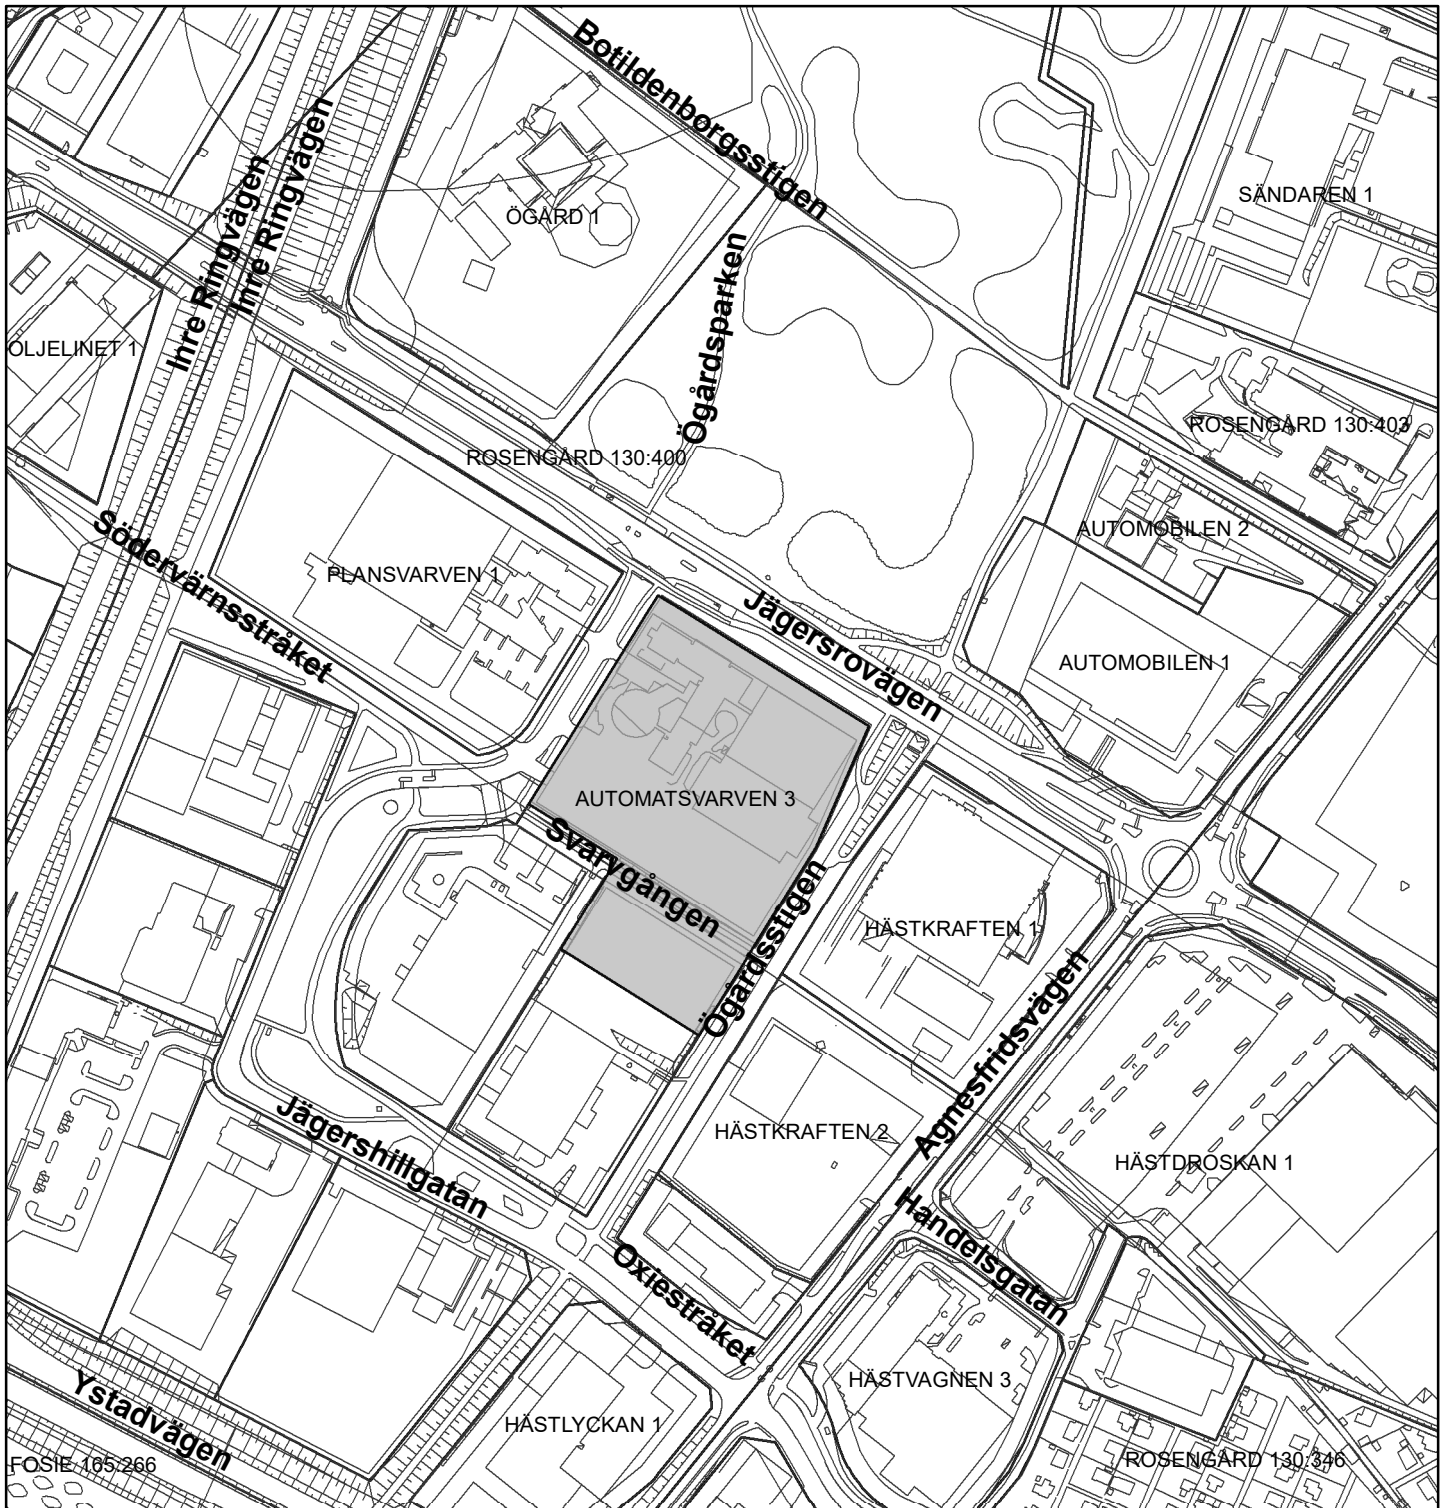 Botildenborgsstigen
Inre Ringvägen
Inre Ringvägen
ÖGÅRD 1
SÄNDAREN 1
Ögårdsparken
ÖLJELINET 1
ROSENGÅRD 130:403
ROSENGÅRD 130:400
Södervärnsstråket
AUTOMOBILEN 2
PLANSVARVEN 1
Jägersrovägen
AUTOMOBILEN 1
AUTOMATSVARVEN 3
Svarvgången
Ögårdsstigen
HÄSTKRAFTEN 1
Agnesfridsvägen
Jägershillgatan
HÄSTKRAFTEN 2
HÄSTDROSKAN 1
Handelsgatan
Oxiestråket
Ystadvägen
HÄSTVAGNEN 3
HÄSTLYCKAN 1
FOSIE 165:266
ROSENGÅRD 130:346